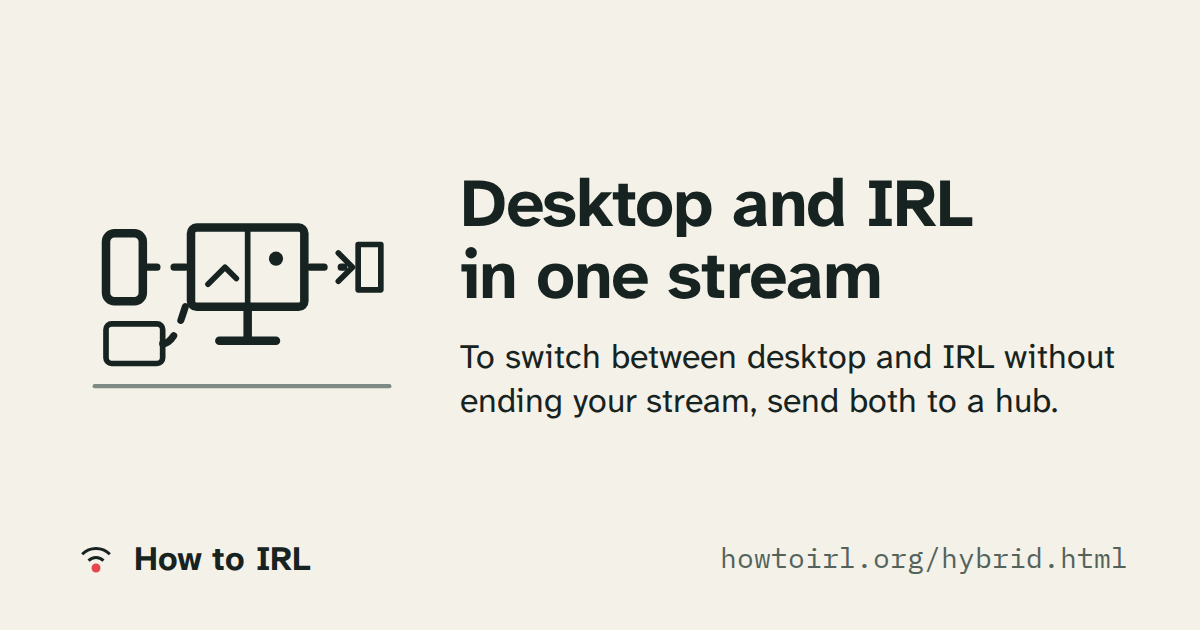 Desktop and IRL
in one stream
To switch between desktop and IRL without
ending your stream, send both to a hub.
How to IRL
howtoirl.org/hybrid.html